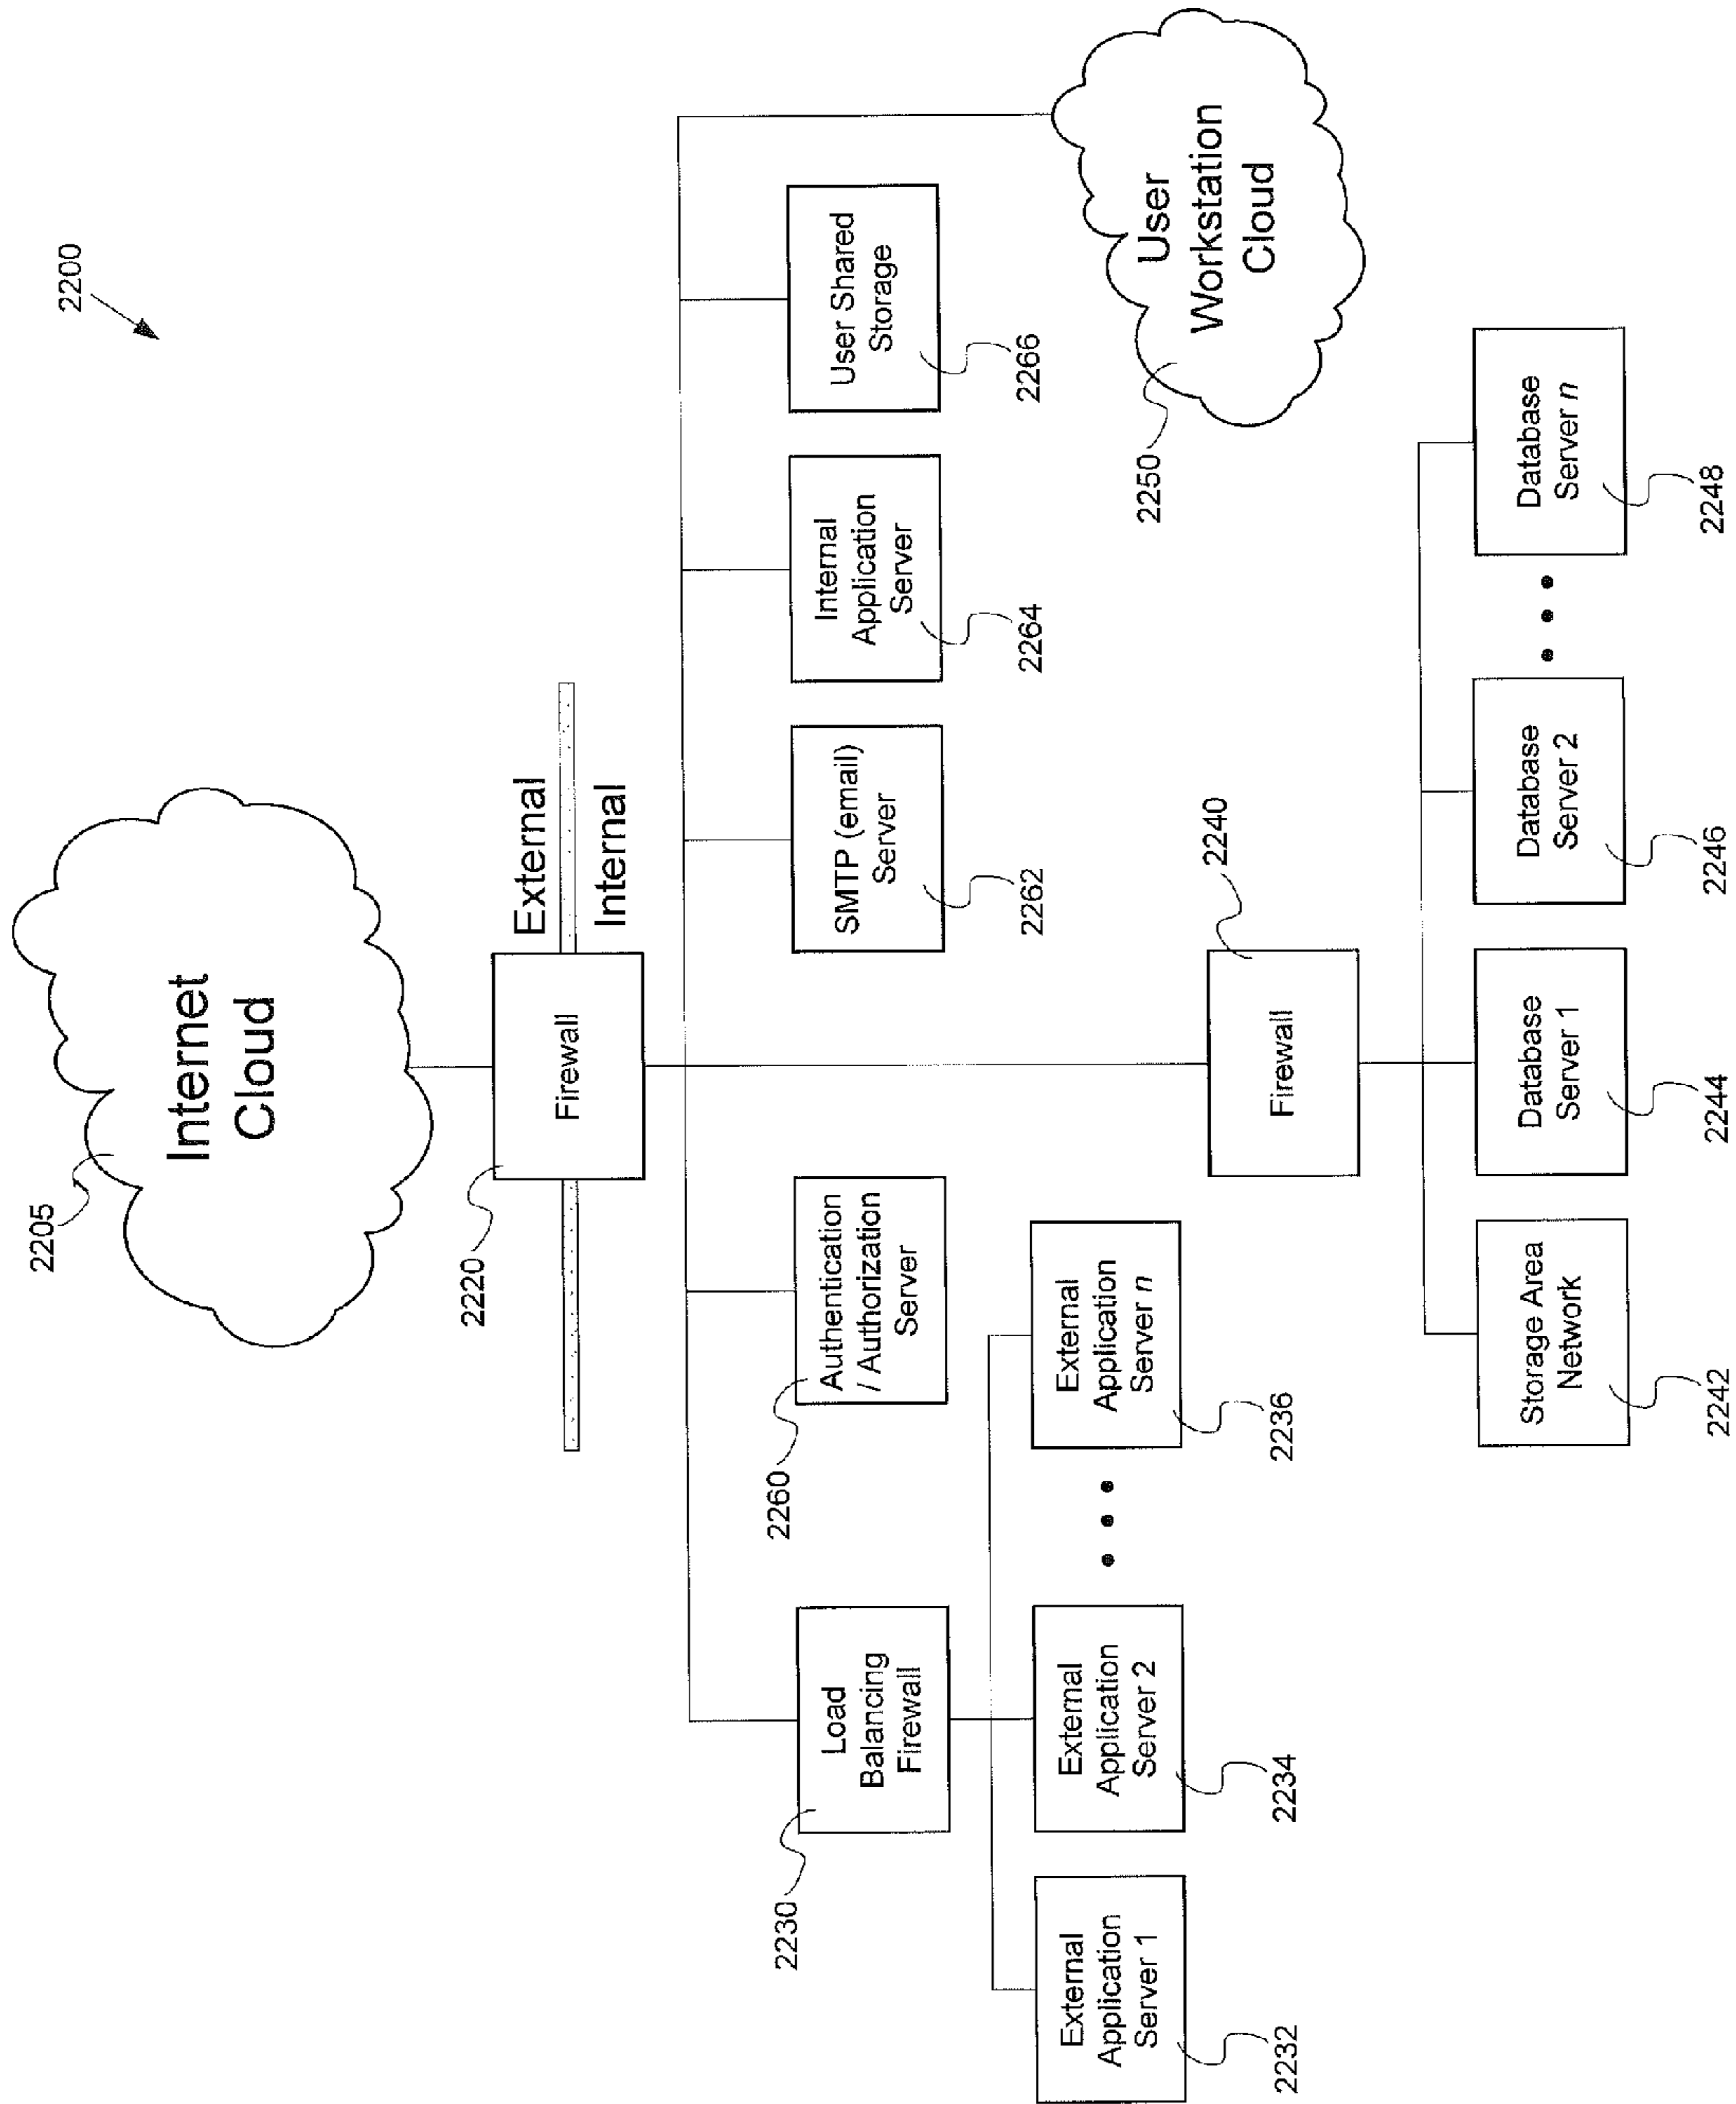 2200
2205
Internet
Cloud
2220
Firewall
External
Internal
2230
Load
Balancing
Firewall
2260
Authentication
/ Authorization
Server
2262
SMTP (email)
Server
2264
Internal
Application
Server
2266
User Shared
Storage
2232
External
Application
Server 1
2234
External
Application
Server 2
• • •
2236
External
Application
Server n
2240
Firewall
2250
User
Workstation
Cloud
2242
Storage Area
Network
2244
Database
Server 1
2246
Database
Server 2
• • •
2248
Database
Server n